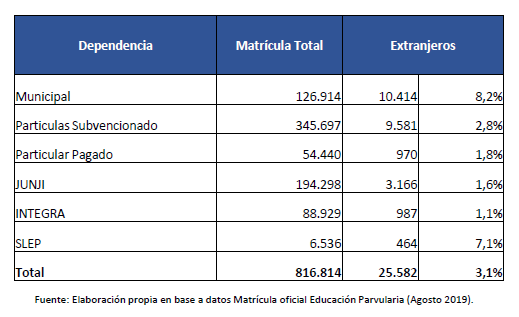 Dependencia Matrícula Total Extranjeros
Municipal 126.914 10.414 8,2%
Particulas Subvencionado 345.697 9.581 2,8%
Particular Pagado 54.440 970 1,8%
JUNJI 194.298 3.166 1,6%
INTEGRA 88.929 987 1,1%
SLEP 6.536 464 7,1%
Total 816.814 25.582 3,1%
Fuente: Elaboración propia en base a datos Matrícula oficial Educación Parvularia (Agosto 2019).